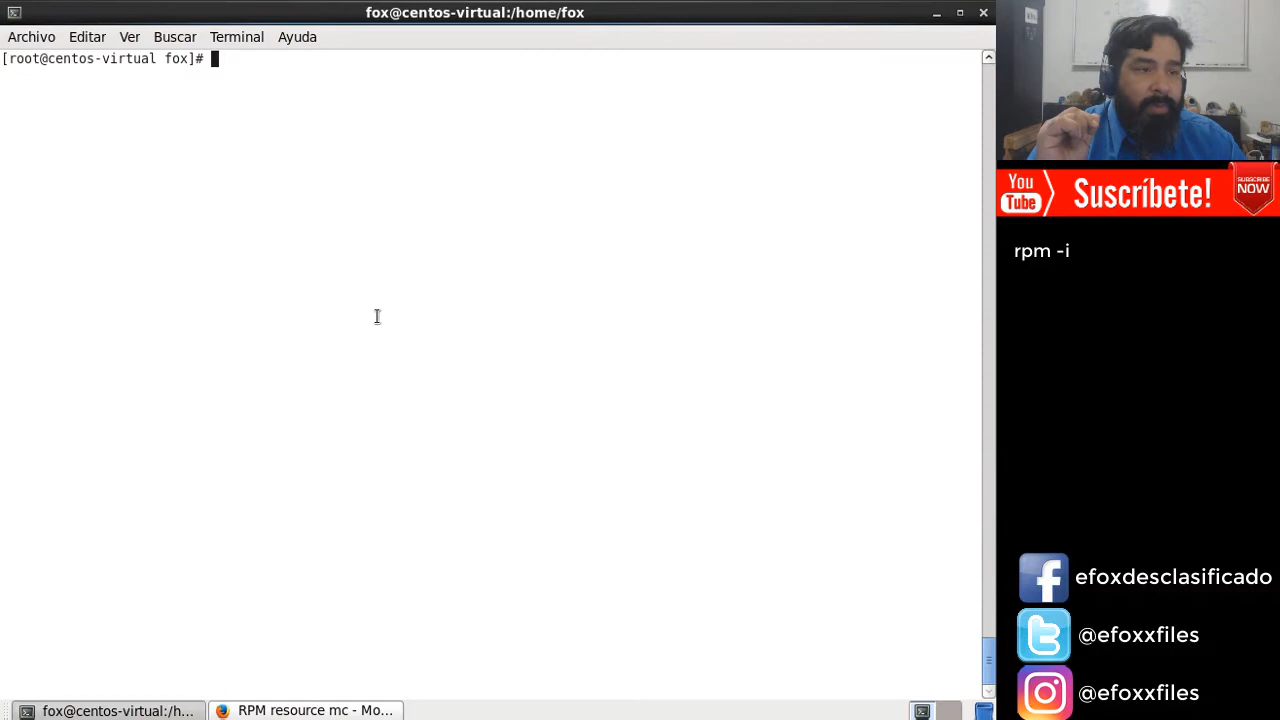 fox@centos-virtual:/home/fox
Archivo Editar Ver Buscar Terminal Ayuda
[root@centos-virtual fox]#
You
Tube
Suscríbete!
SUBSCRIBE
NOW
rpm -i
efoxdesclasificado
@efoxxfiles
@efoxxfiles
fox@centos-virtual:/h...
RPM resource mc - Mo...